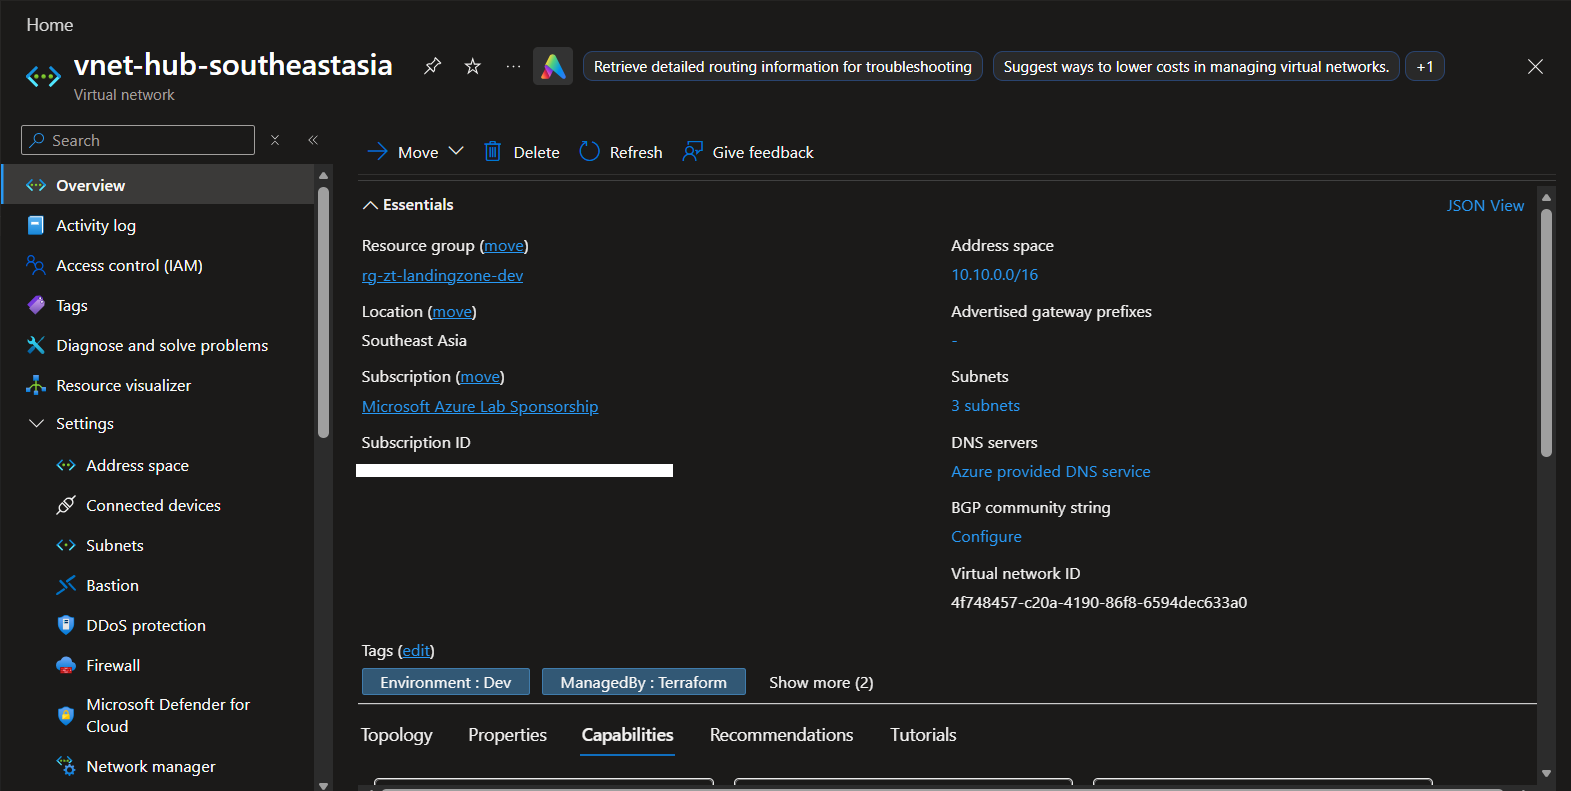 Home
vnet-hub-southeastasia
Virtual network
Retrieve detailed routing information for troubleshooting
Suggest ways to lower costs in managing virtual networks.
+1
Search
Overview
Activity log
Access control (IAM)
Tags
Diagnose and solve problems
Resource visualizer
Settings
Address space
Connected devices
Subnets
Bastion
DDoS protection
Firewall
Microsoft Defender for
Cloud
Network manager
Move
Delete
Refresh
Give feedback
Essentials
JSON View
Resource group (move)
rg-zt-landingzone-dev
Location (move)
Southeast Asia
Subscription (move)
Microsoft Azure Lab Sponsorship
Subscription ID
Address space
10.10.0.0/16
Advertised gateway prefixes
-
Subnets
3 subnets
DNS servers
Azure provided DNS service
BGP community string
Configure
Virtual network ID
4f748457-c20a-4190-86f8-6594dec633a0
Tags (edit)
Environment : Dev
ManagedBy : Terraform
Show more (2)
Topology
Properties
Capabilities
Recommendations
Tutorials